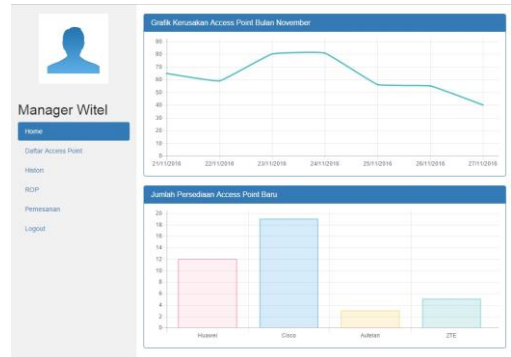 Manager Witel
Home
Daftar Access Point
Histori
ROP
Pemesanan
Logout
Grafik Kerusakan Access Point Bulan November
90
80
70
60
50
40
30
20
10
0
21/11/2016 22/11/2016 23/11/2016 24/11/2016 25/11/2016 26/11/2016 27/11/2016
Jumlah Persediaan Access Point Baru
20
18
16
14
12
10
8
6
4
2
0
Huawei Cisco Autelan ZTE